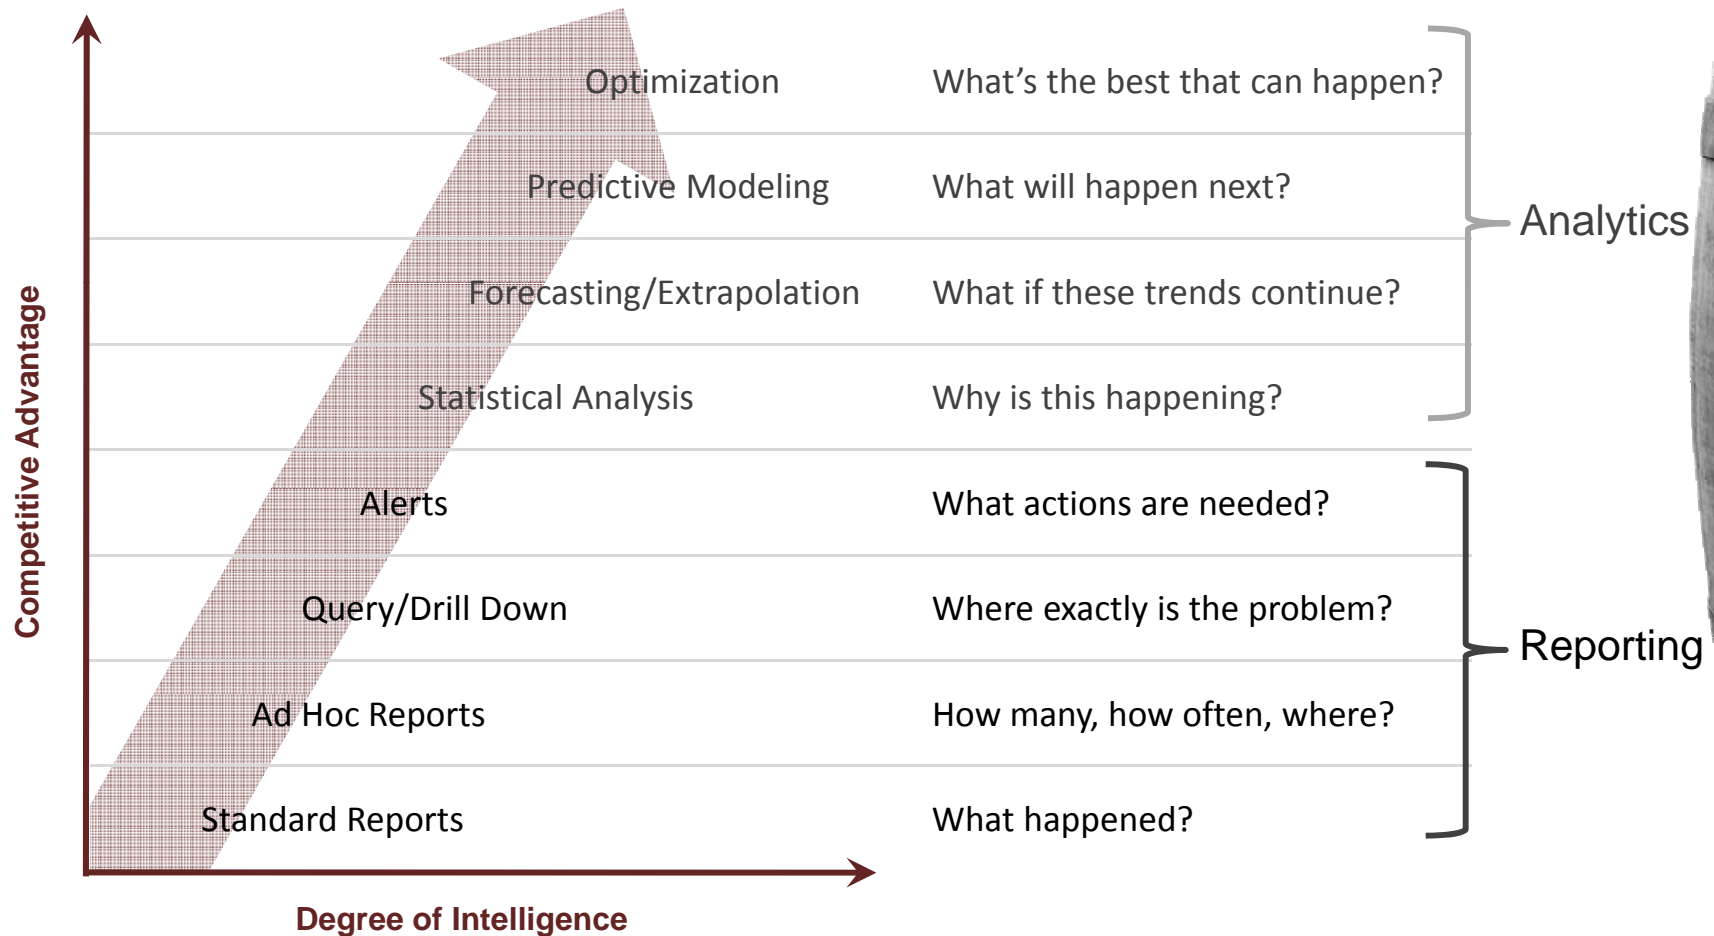 Optimization What’s the best that can happen?
Predictive Modeling What will happen next?
Analytics
Forecasting/Extrapolation What if these trends continue?
Statistical Analysis Why is this happening?
Alerts What actions are needed?
Query/Drill Down Where exactly is the problem?
Reporting
Ad Hoc Reports How many, how often, where?
Standard Reports What happened?
Competitive Advantage
Degree of Intelligence